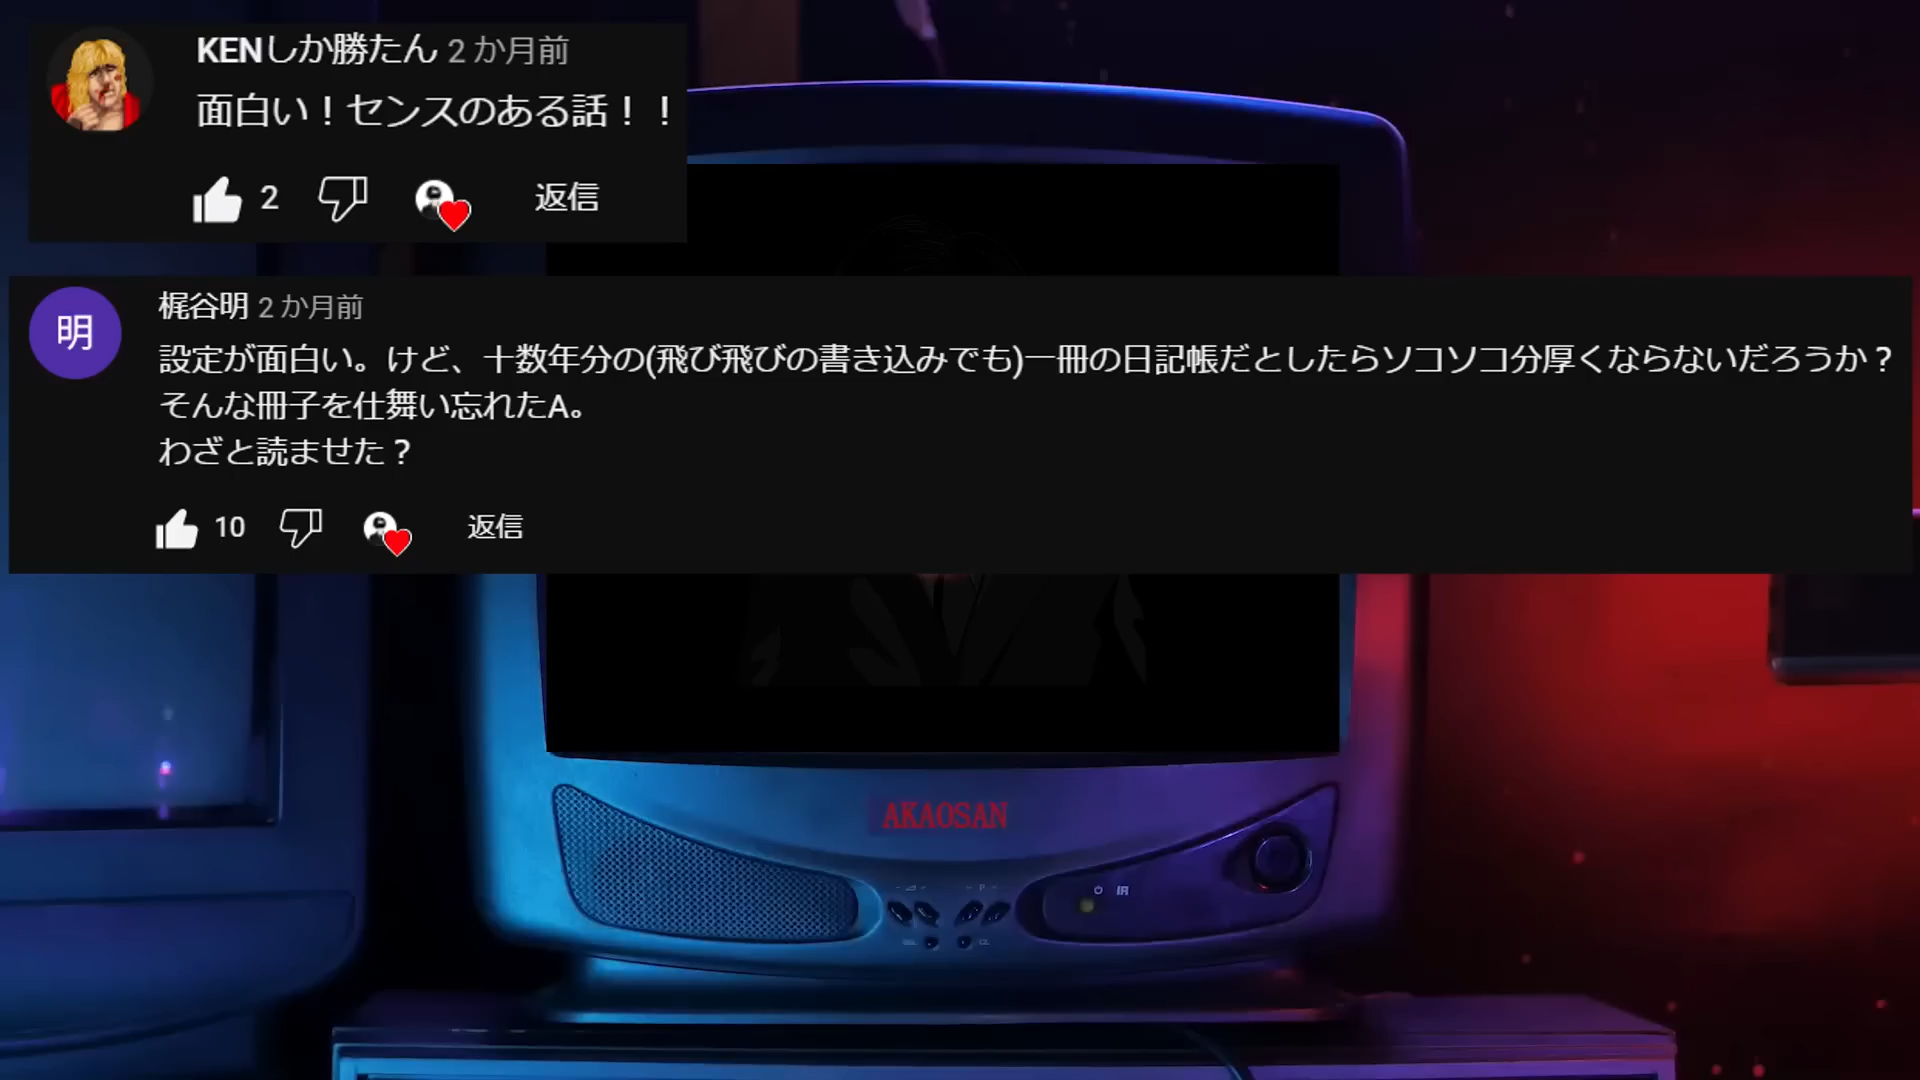 KENしか勝たん 2 か月前
面白い！センスのある話！！
2 返信
明
梶谷明 2 か月前
設定が面白い。けど、十数年分の(飛び飛びの書き込みでも)一冊の日記帳だとしたらソコソコ分厚くならないだろうか？
そんな冊子を仕舞い忘れたA。
わざと読ませた？
10 返信
AKAOSAN
IR